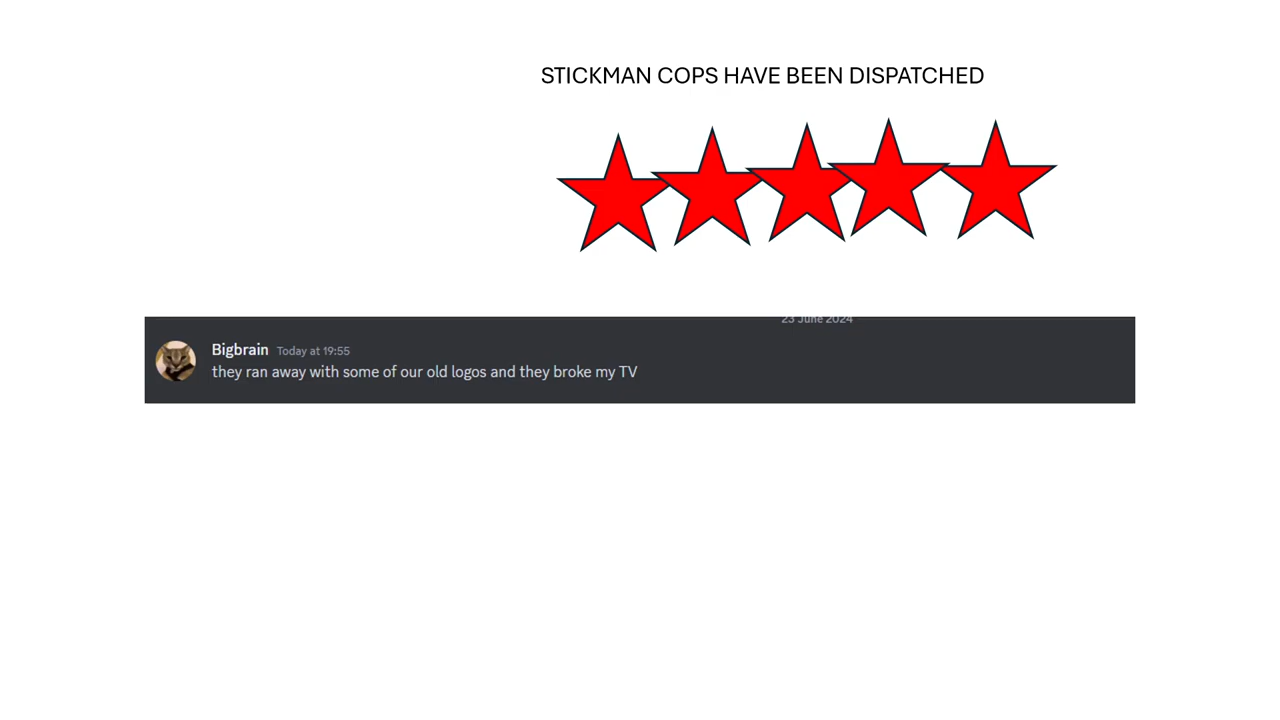 STICKMAN COPS HAVE BEEN DISPATCHED
23 June 2024
Bigbrain Today at 19:55
they ran away with some of our old logos and they broke my TV